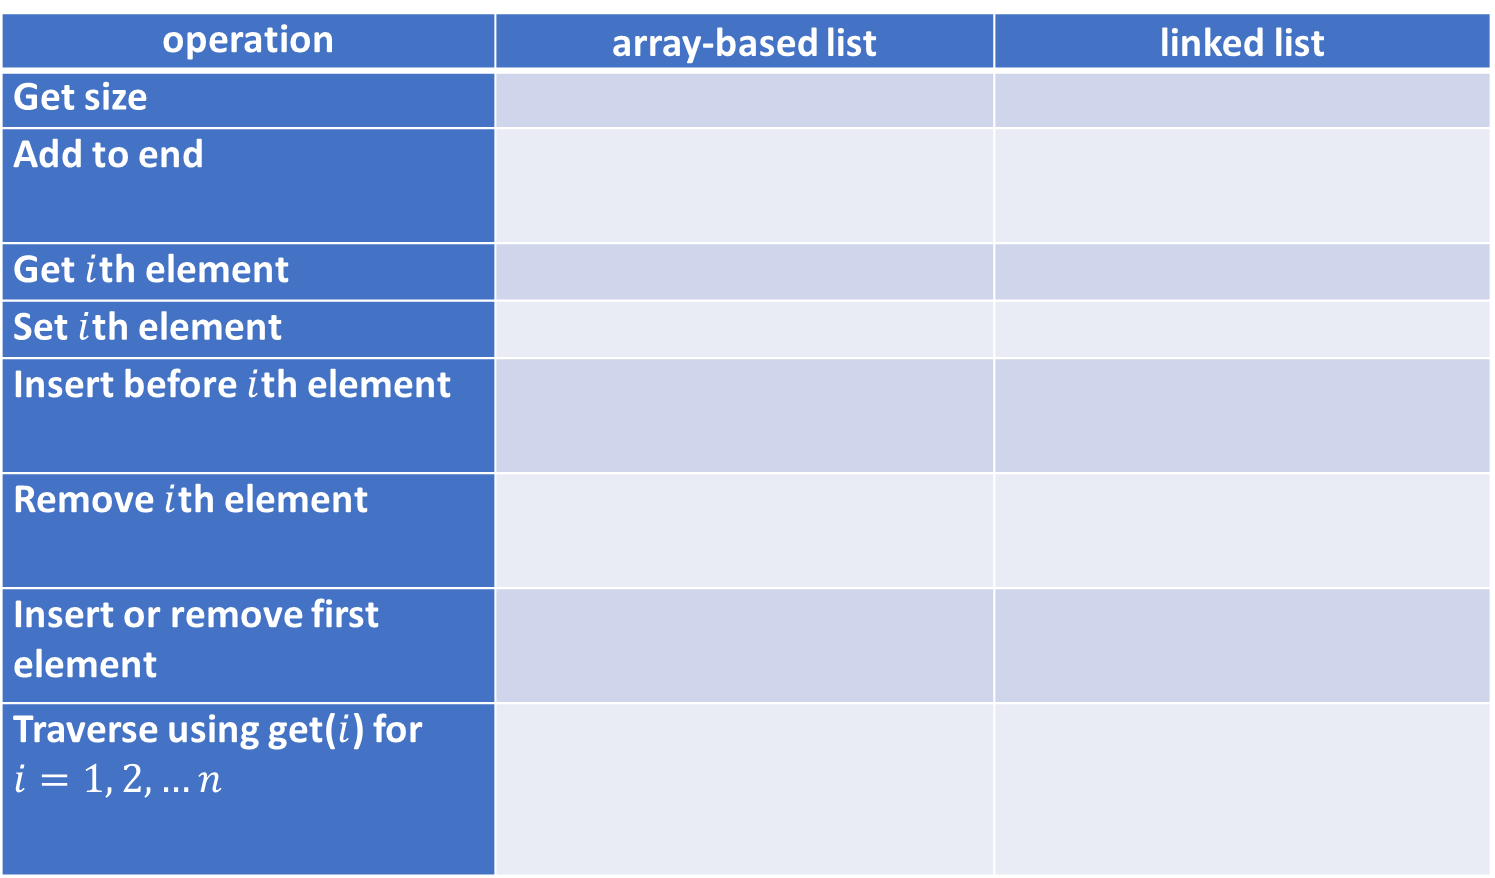 operation array-based list linked list
Get size
Add to end
Get 𝑖th element
Set 𝑖th element
Insert before 𝑖th element
Remove 𝑖th element
Insert or remove first
element
Traverse using get(𝑖) for
𝑖 = 1, 2, … 𝑛